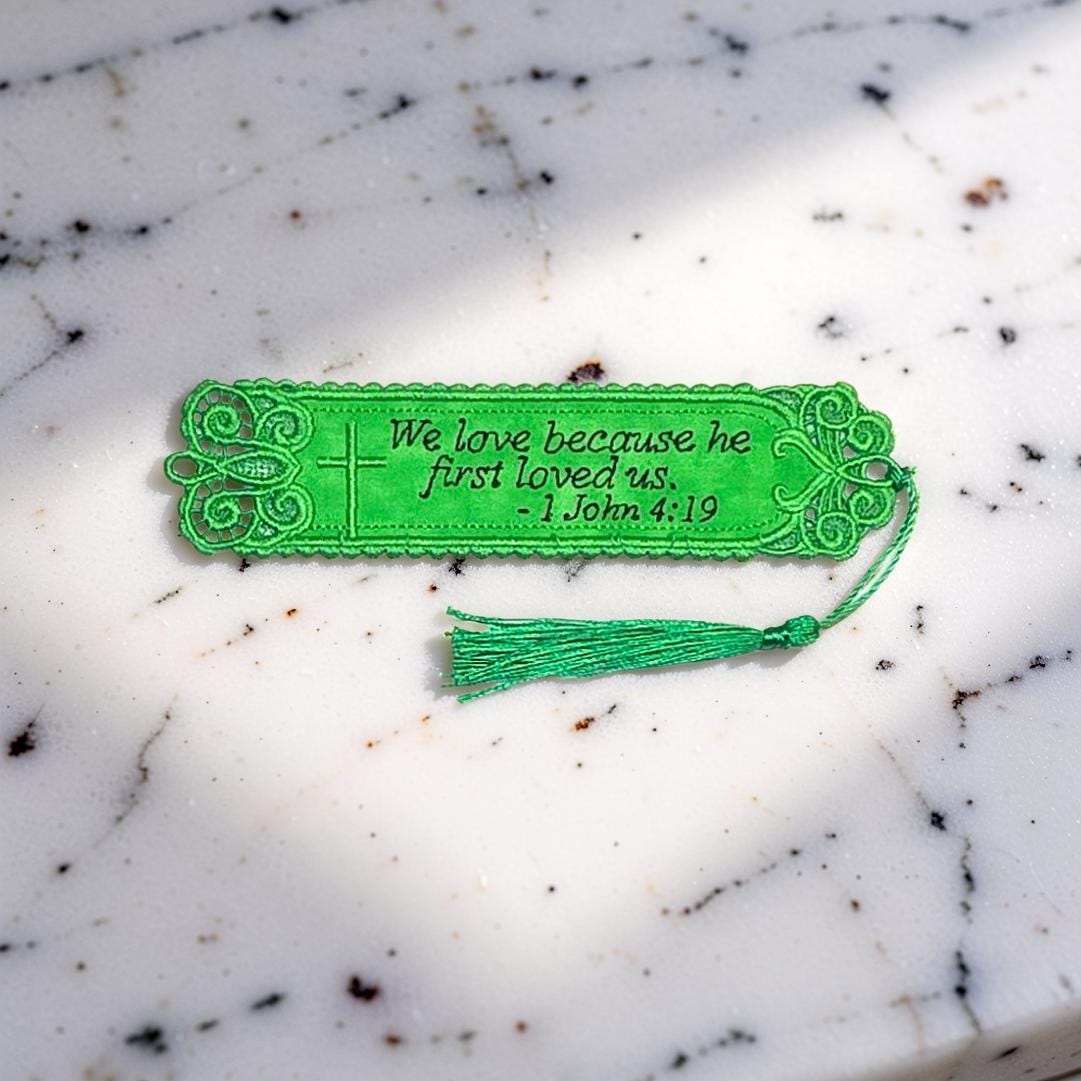 We love because he
first loved us.
- 1 John 4:19